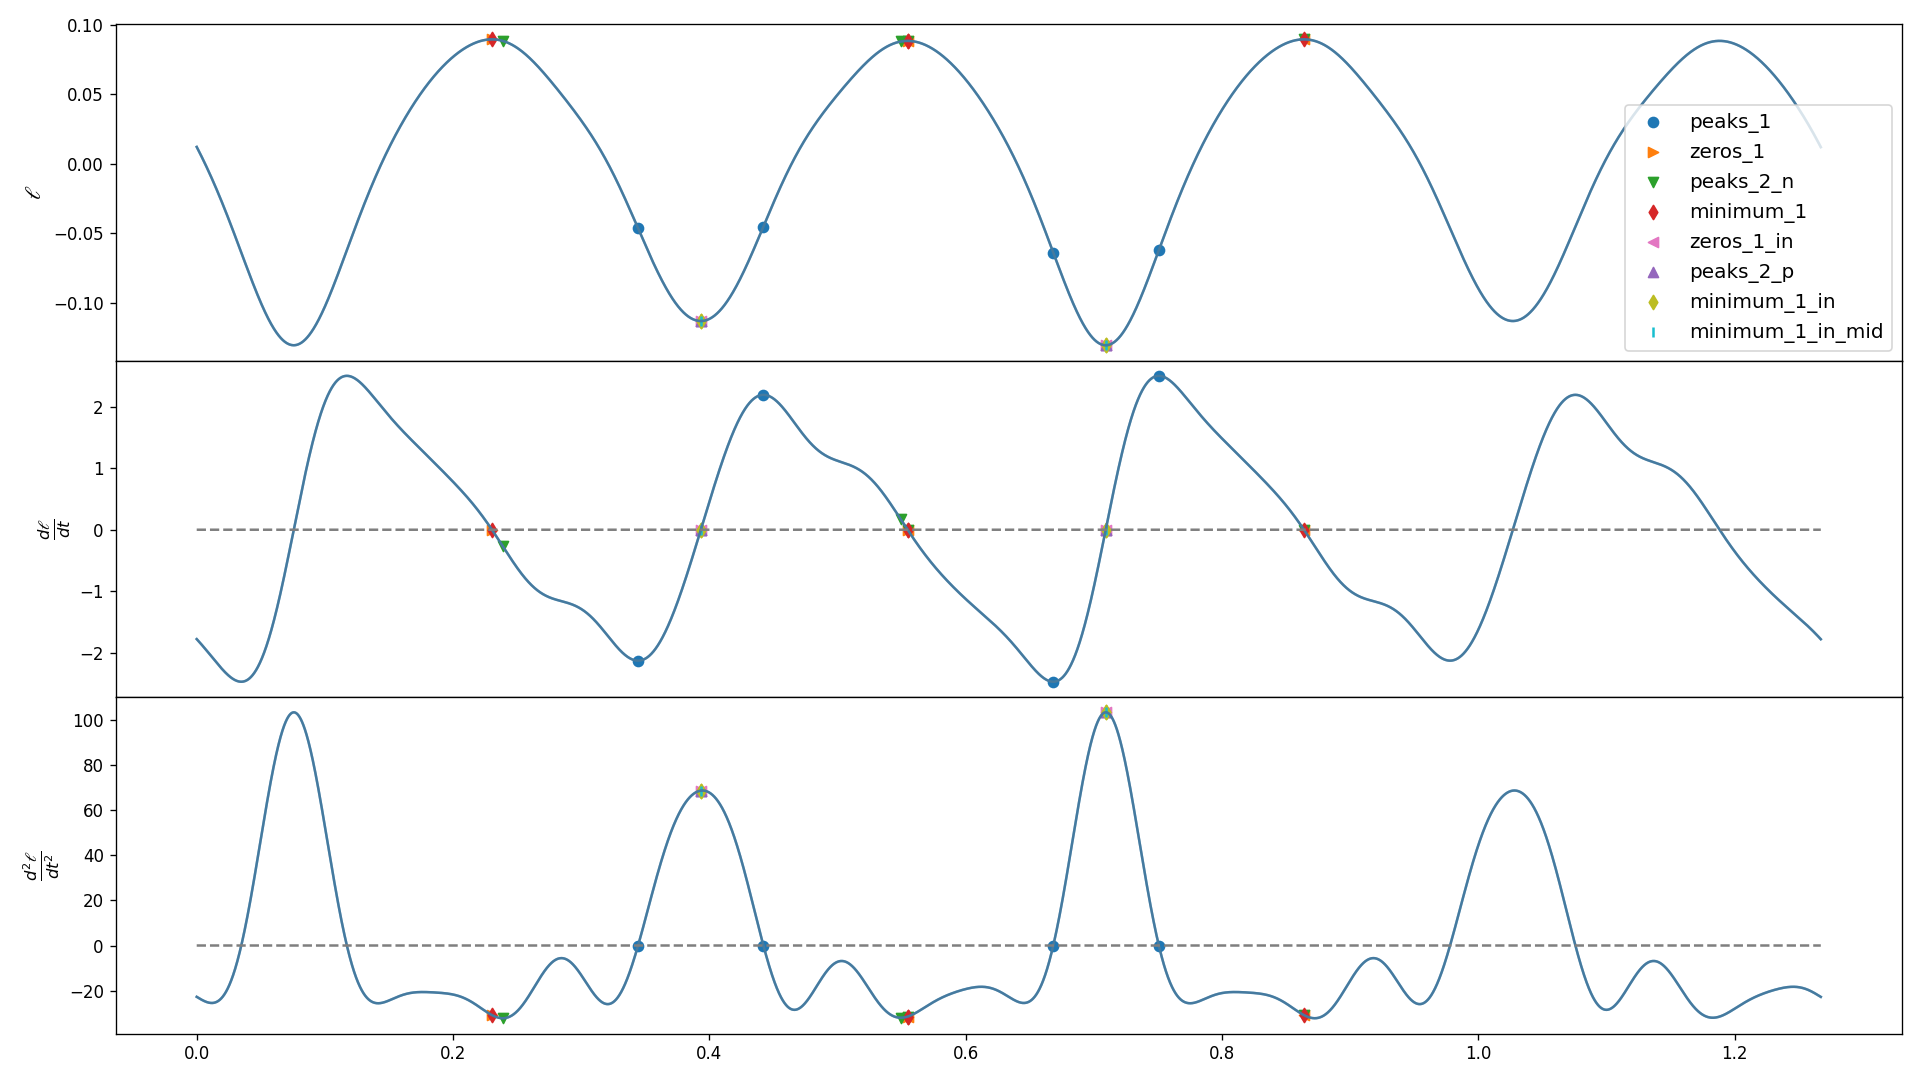 0.10
0.05
0.00
−0.05
−0.10
ℓ
peaks_1
zeros_1
peaks_2_n
minimum_1
zeros_1_in
peaks_2_p
minimum_1_in
minimum_1_in_mid
2
1
0
−1
−2
dℓ
dt
100
80
60
40
20
0
−20
d²ℓ
dt²
0.0 0.2 0.4 0.6 0.8 1.0 1.2